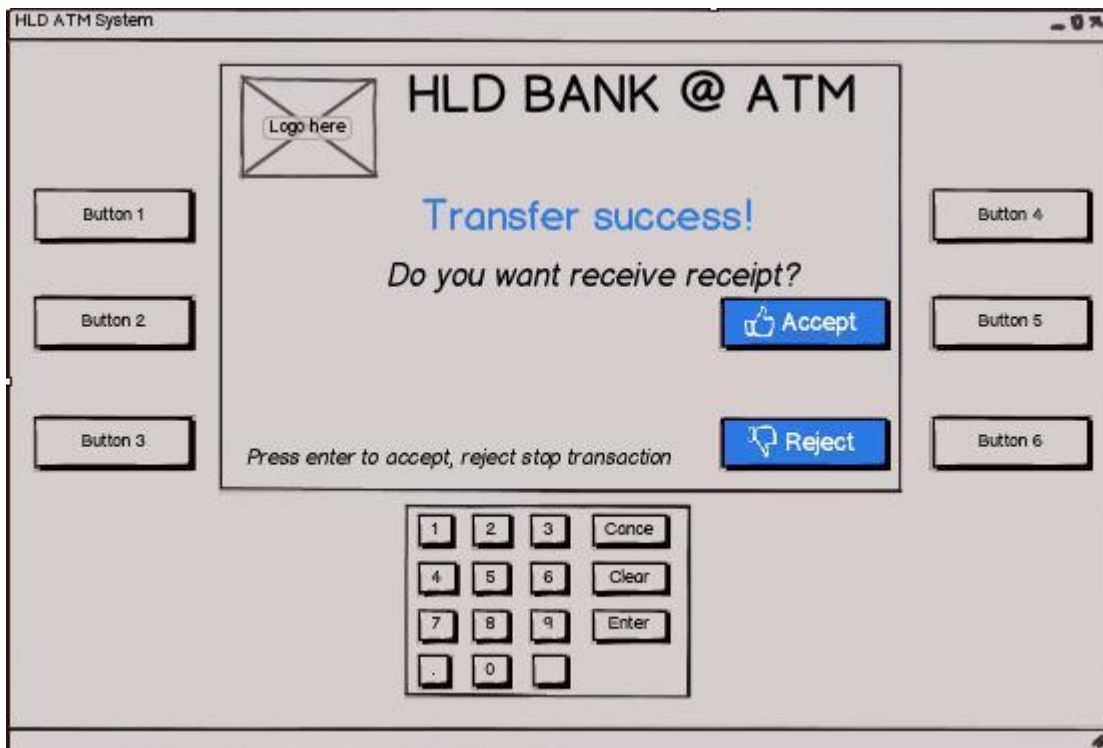 HLD ATM System
HLD BANK @ ATM
Logo here
Button 1
Transfer success!
Button 4
Do you want receive receipt?
Button 2
Accept
Button 5
Button 3
Press enter to accept, reject stop transaction
Reject
Button 6
1 2 3 Cance
4 5 6 Clear
7 8 9 Enter
. 0